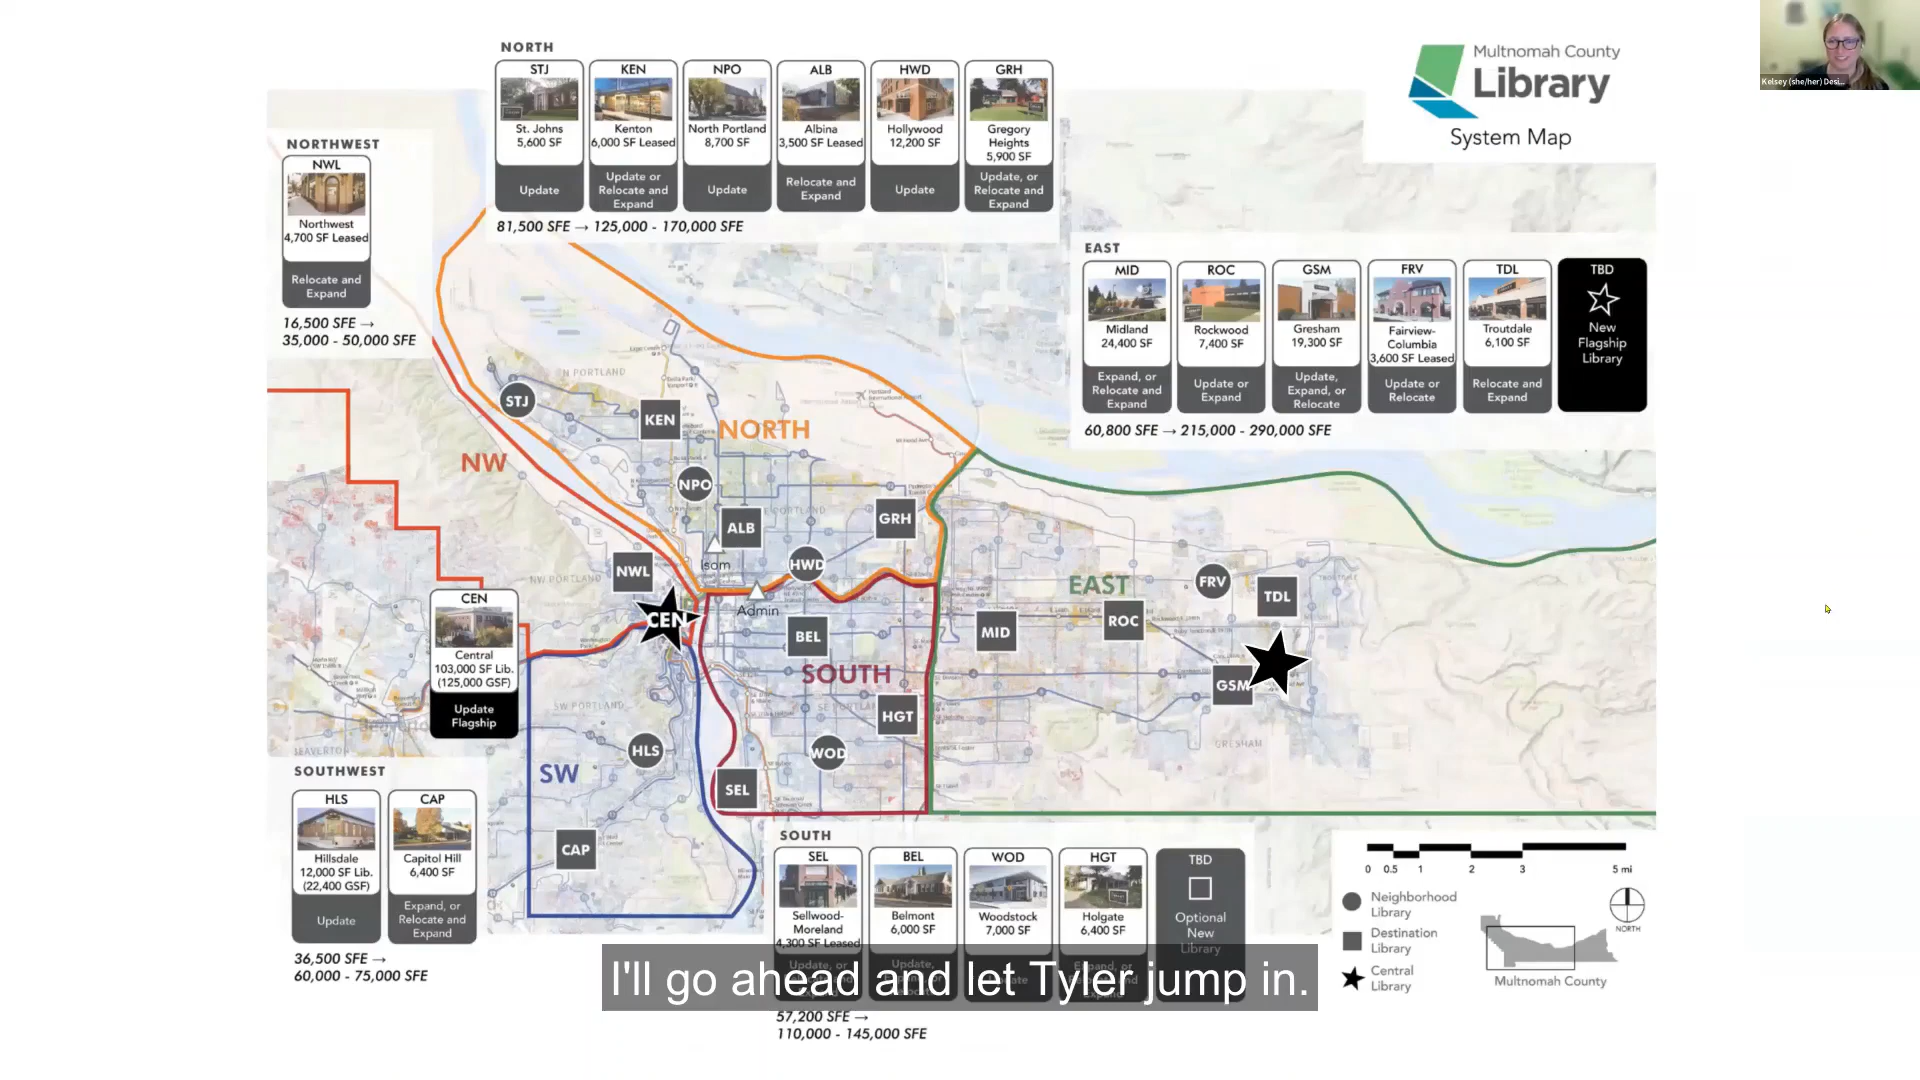 NORTH
STJ
St. Johns
5,600 SF
Update
KEN
Kenton
6,000 SF Leased
Update or
Relocate and
Expand
NPO
North Portland
8,700 SF
Update
ALB
Albina
3,500 SF Leased
Relocate and
Expand
HWD
Hollywood
12,200 SF
Update
GRH
Gregory
Heights
5,900 SF
Update, or
Relocate and
Expand
81,500 SFE → 125,000 - 170,000 SFE
Multnomah County
Library
System Map
Kelsey (she/her) Desi...
NORTHWEST
NWL
Northwest
4,700 SF Leased
Relocate and
Expand
16,500 SFE →
35,000 - 50,000 SFE
EAST
MID
Midland
24,400 SF
Expand, or
Relocate and
Expand
ROC
Rockwood
7,400 SF
Update or
Expand
GSM
Gresham
19,300 SF
Update,
Expand, or
Relocate
FRV
Fairview-
Columbia
3,600 SF Leased
Update or
Relocate
TDL
Troutdale
6,100 SF
Relocate and
Expand
TBD
New
Flagship
Library
60,800 SFE → 215,000 - 290,000 SFE
N PORTLAND
STJ
KEN
NORTH
NW
NPO
ALB
GRH
NWL
Isom
HWD
NW PORTLAND
Admin
CEN
BEL
EAST
FRV
TDL
MID
ROC
SOUTH
GSM
SW PORTLAND
HGT
GRESHAM
HLS
WOD
SW
SEL
CAP
BEAVERTON
CEN
Central
103,000 SF Lib.
(125,000 GSF)
Update
Flagship
SOUTHWEST
HLS
Hillsdale
12,000 SF Lib.
(22,400 GSF)
Update
CAP
Capitol Hill
6,400 SF
Expand, or
Relocate and
Expand
36,500 SFE →
60,000 - 75,000 SFE
SOUTH
SEL
Sellwood-
Moreland
4,300 SF Leased
BEL
Belmont
6,000 SF
WOD
Woodstock
7,000 SF
HGT
Holgate
6,400 SF
TBD
Optional
New
Library
I'll go ahead and let Tyler jump in.
57,200 SFE →
110,000 - 145,000 SFE
0 0.5 1 2 3 5 mi
Neighborhood
Library
Destination
Library
Central
Library
NORTH
Multnomah County